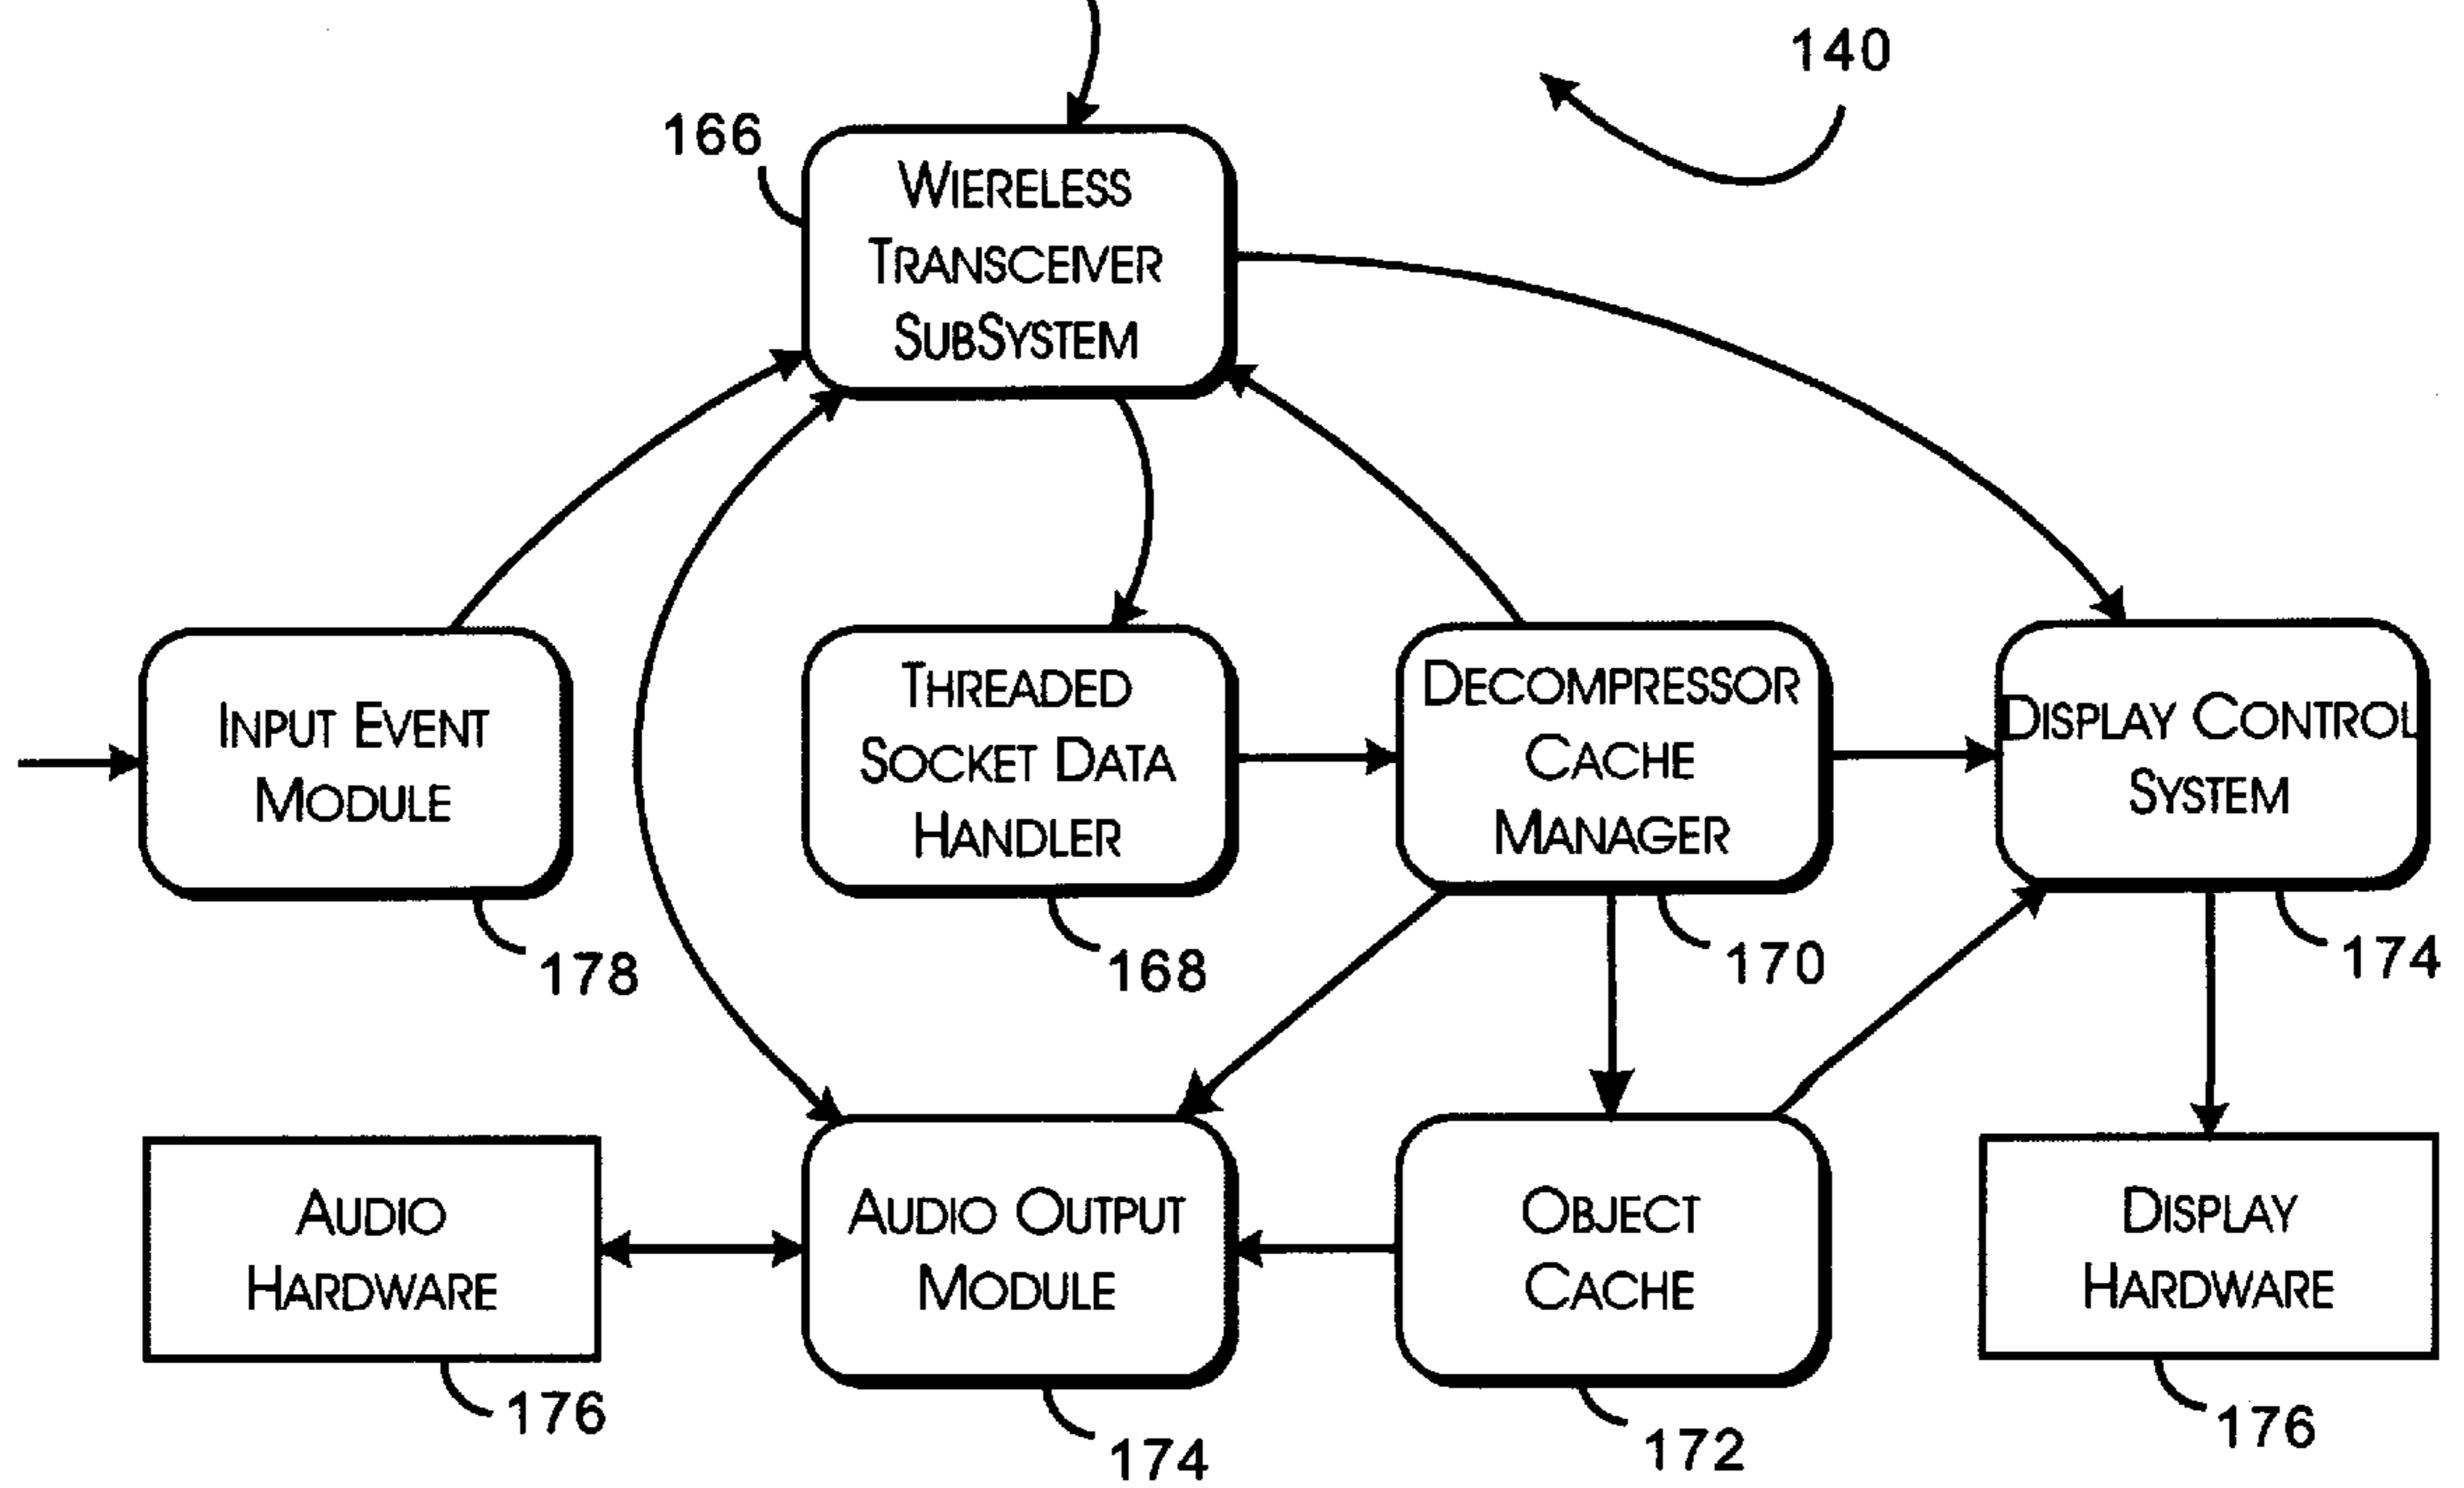 140
166
WIERELESS
TRANSCEIVER
SUBSYSTEM
INPUT EVENT
MODULE
178
THREADED
SOCKET DATA
HANDLER
168
DECOMPRESSOR
CACHE
MANAGER
170
DISPLAY CONTROL
SYSTEM
174
AUDIO
HARDWARE
176
AUDIO OUTPUT
MODULE
174
OBJECT
CACHE
172
DISPLAY
HARDWARE
176